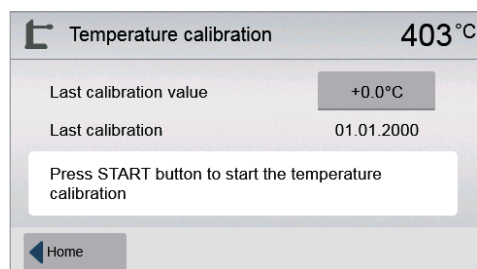 Temperature calibration 403°C
Last calibration value +0.0°C
Last calibration 01.01.2000
Press START button to start the temperature
calibration
Home